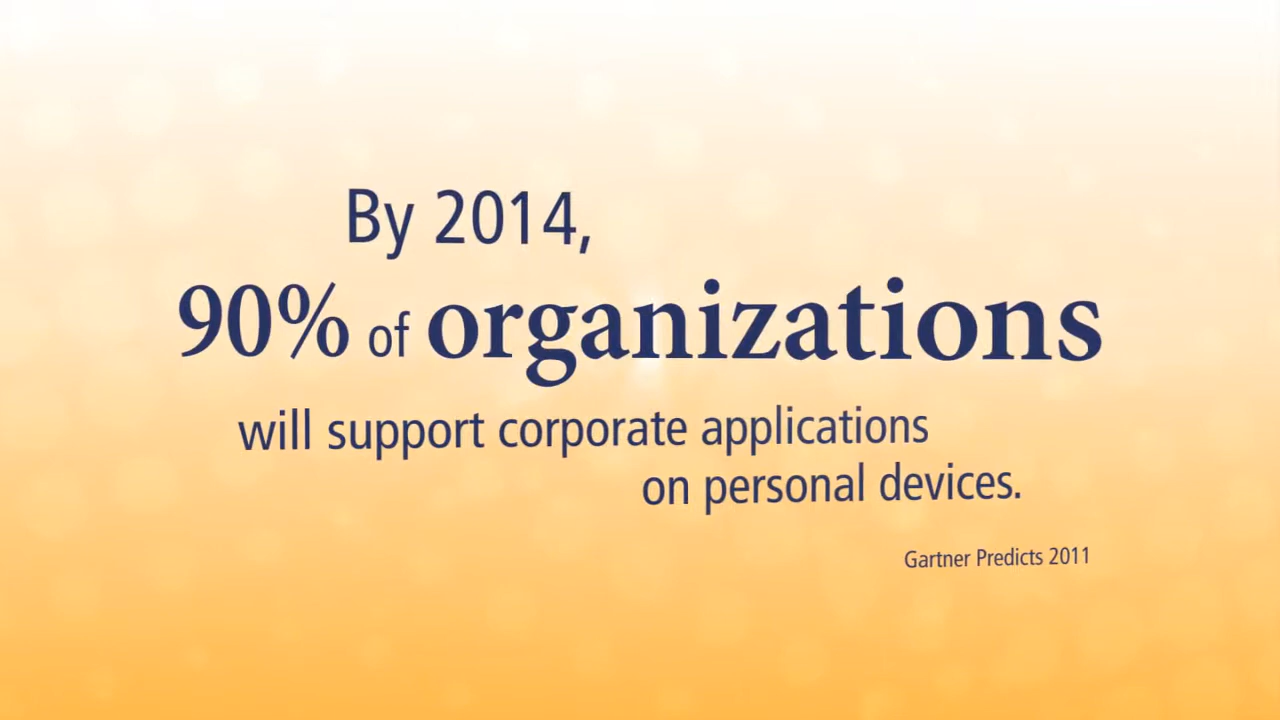 By 2014,
90% of organizations
will support corporate applications
on personal devices.
Gartner Predicts 2011